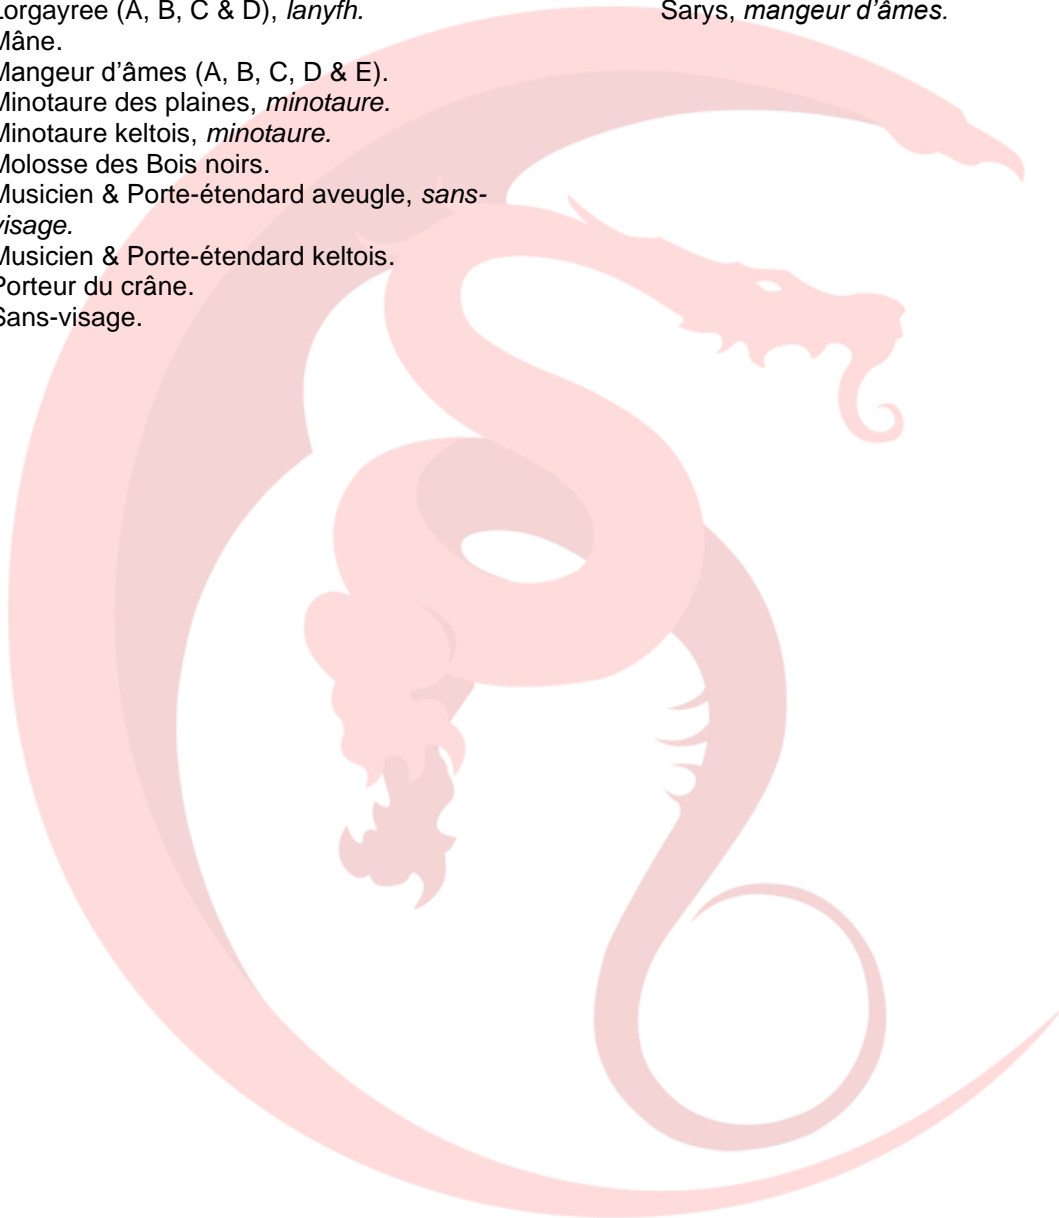 Lorgayree (A, B, C & D), lanyfh.
Mâne.
Mangeur d’âmes (A, B, C, D & E).
Minotaure des plaines, minotaure.
Minotaure keltois, minotaure.
Molosse des Bois noirs.
Musicien & Porte-étendard aveugle, sans-
visage.
Musicien & Porte-étendard keltois.
Porteur du crâne.
Sans-visage.
Sarys, mangeur d’âmes.